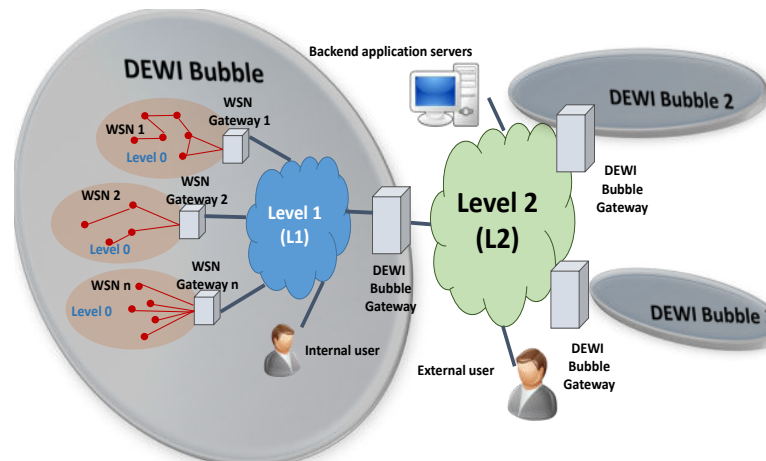 Backend application servers
DEWI Bubble
DEWI Bubble 2
WSN
Gateway 1
WSN 1
Level 0
DEWI
Bubble
Gateway
WSN 2
WSN
Gateway 2
Level 0
Level 1
(L1)
Level 2
(L2)
WSN n
WSN
Gateway n
Level 0
DEWI
Bubble
Gateway
DEWI Bubble
Internal user
External user
DEWI
Bubble
Gateway